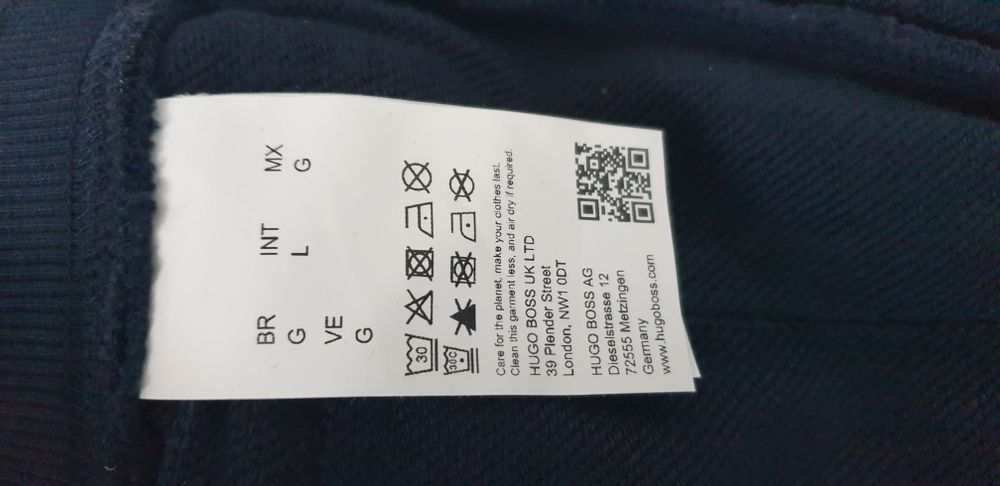 BR INT MX
G L G
VE
G
30
30C
Care for the planet, make your clothes last.
Clean this garment less, and air dry if required.
HUGO BOSS UK LTD
39 Plender Street
London, NW1 0DT
HUGO BOSS AG
Dieselstrasse 12
72555 Metzingen
Germany
www.hugoboss.com